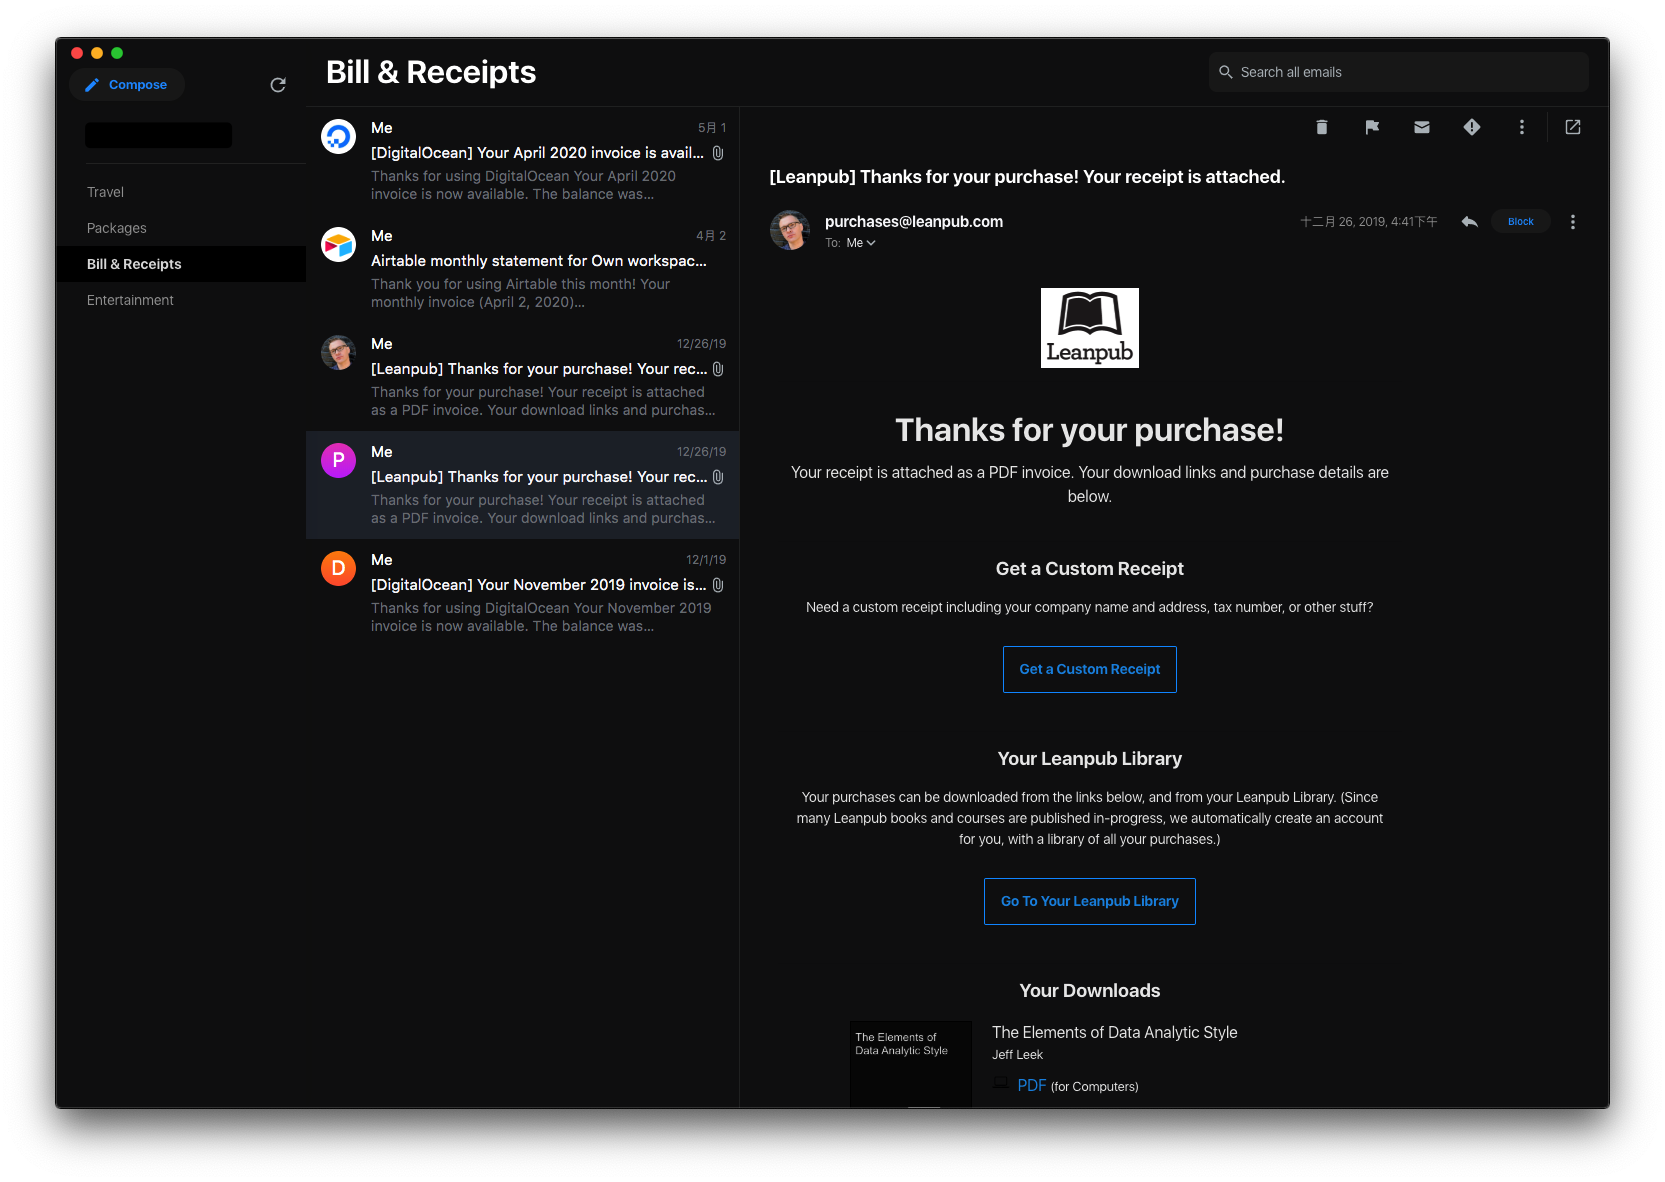 Compose
Travel
Packages
Bill & Receipts
Entertainment
Bill & Receipts
Search all emails
Me
5月 1
[DigitalOcean] Your April 2020 invoice is avail...
Thanks for using DigitalOcean Your April 2020
invoice is now available. The balance was...
Me
4月 2
Airtable monthly statement for Own workspac...
Thank you for using Airtable this month! Your
monthly invoice (April 2, 2020)...
Me
12/26/19
[Leanpub] Thanks for your purchase! Your rec...
Thanks for your purchase! Your receipt is attached
as a PDF invoice. Your download links and purchas...
P
Me
12/26/19
[Leanpub] Thanks for your purchase! Your rec...
Thanks for your purchase! Your receipt is attached
as a PDF invoice. Your download links and purchas...
D
Me
12/1/19
[DigitalOcean] Your November 2019 invoice is...
Thanks for using DigitalOcean Your November 2019
invoice is now available. The balance was...
[Leanpub] Thanks for your purchase! Your receipt is attached.
purchases@leanpub.com
十二月 26, 2019, 4:41下午
Block
To: Me
Leanpub
Thanks for your purchase!
Your receipt is attached as a PDF invoice. Your download links and purchase details are
below.
Get a Custom Receipt
Need a custom receipt including your company name and address, tax number, or other stuff?
Get a Custom Receipt
Your Leanpub Library
Your purchases can be downloaded from the links below, and from your Leanpub Library. (Since
many Leanpub books and courses are published in-progress, we automatically create an account
for you, with a library of all your purchases.)
Go To Your Leanpub Library
Your Downloads
The Elements of
Data Analytic Style
The Elements of Data Analytic Style
Jeff Leek
PDF (for Computers)